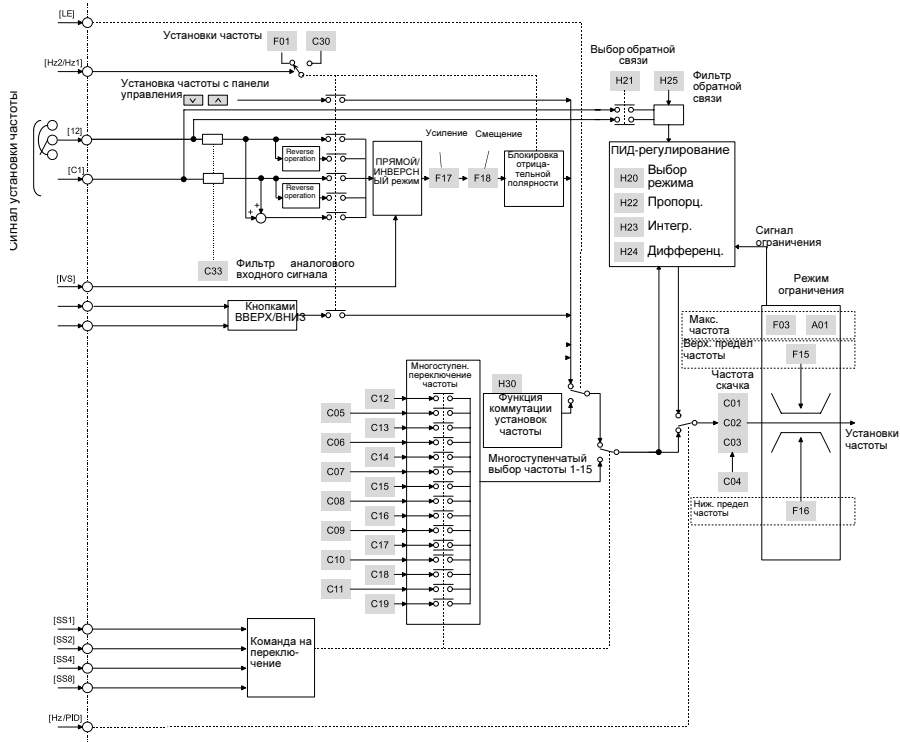 [LE]
Установки частоты
F01
C30
[Hz2/Hz1]
Выбор обратной
связи
H21
H25
Фильтр
обратной
связи
Установка частоты с панели
управления
Сигнал установки частоты
[12]
[C1]
Reverse
operation
Reverse
operation
+
+
ПРЯМОЙ/
ИНВЕРСН
ЫЙ режим
Усиление
Смещение
F17
F18
Блокировка
отрица-
тельной
полярности
ПИД-регулирование
H20
Выбор
режима
H22
Пропорц.
H23
Интегр.
H24
Дифференц.
Сигнал
ограничения
C33
Фильтр аналогового
входного сигнала
[IVS]
Кнопками
ВВЕРХ/ВНИЗ
Режим
ограничения
Макс.
частота
F03
A01
Верх. предел
частоты
F15
Многоступен.
переключение
частоты
H30
Функция
коммутации
установок
частоты
Частота
скачка
C01
C02
C03
C04
Установки
частоты
Многоступенчатый
выбор частоты 1-15
Ниж. предел
частоты
F16
C12
C05
C13
C06
C14
C07
C15
C08
C16
C09
C17
C10
C18
C11
C19
[SS1]
[SS2]
[SS4]
[SS8]
Команда на
переклю-
чение
[Hz/PID]